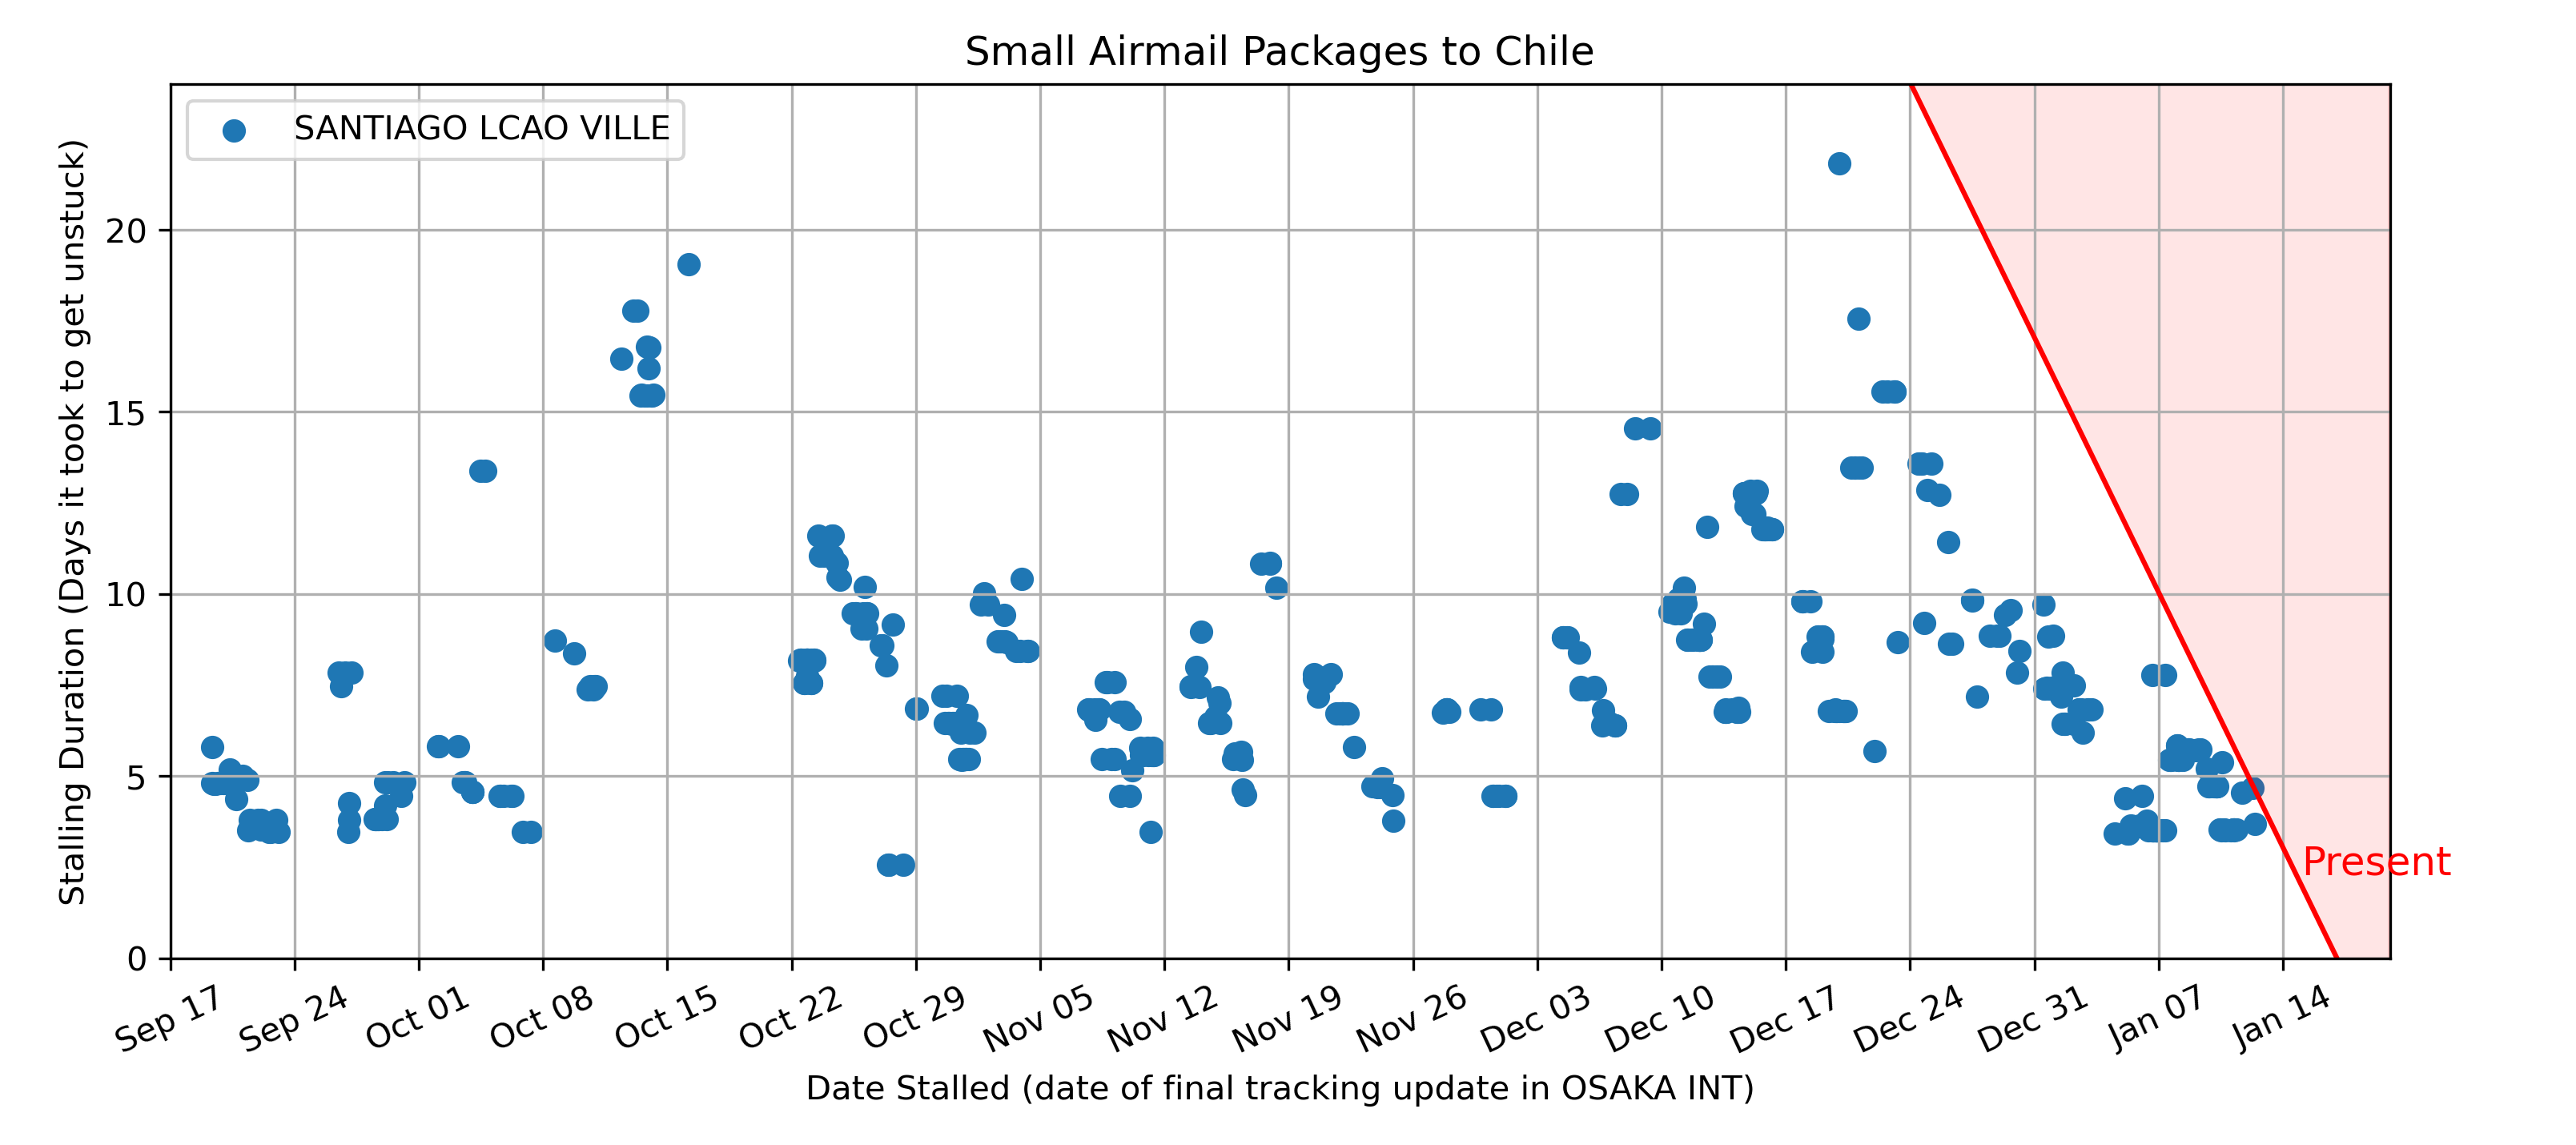 Small Airmail Packages to Chile
SANTIAGO LCAO VILLE
Stalling Duration (Days it took to get unstuck)
20
15
10
5
0
Present
Sep 17
Sep 24
Oct 01
Oct 08
Oct 15
Oct 22
Oct 29
Nov 05
Nov 12
Nov 19
Nov 26
Dec 03
Dec 10
Dec 17
Dec 24
Dec 31
Jan 07
Jan 14
Date Stalled (date of final tracking update in OSAKA INT)